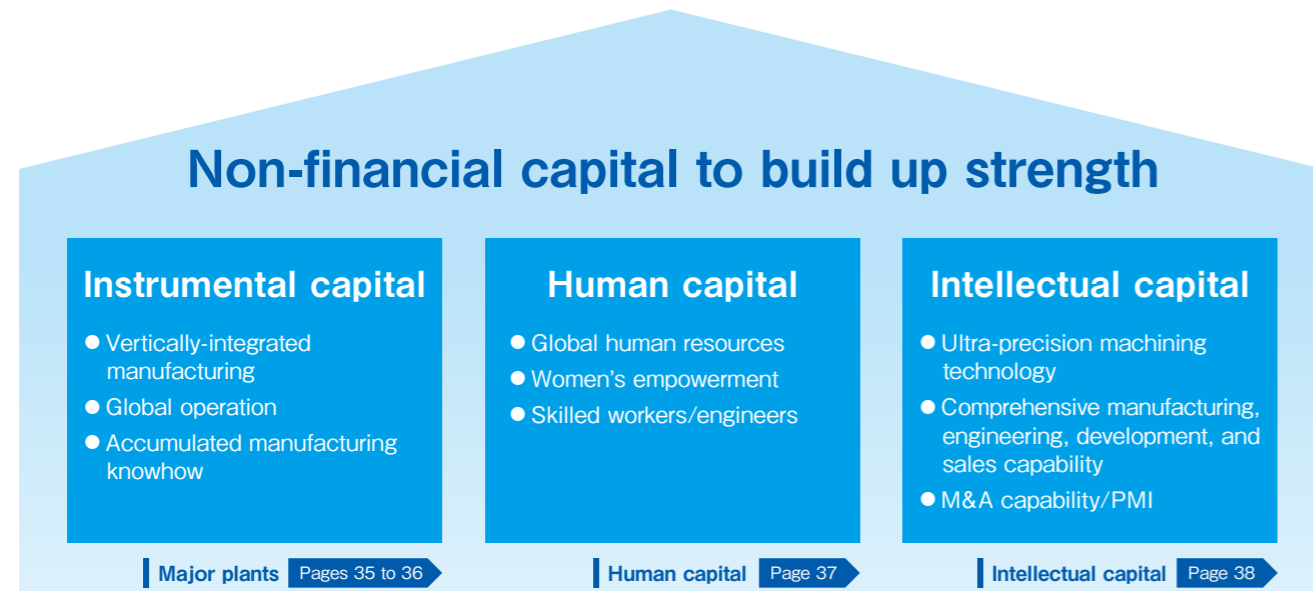 Non-financial capital to build up strength
Instrumental capital
● Vertically-integrated
manufacturing
● Global operation
● Accumulated manufacturing
knowhow
Major plants Pages 35 to 36
Human capital
● Global human resources
● Women's empowerment
● Skilled workers/engineers
Human capital Page 37
Intellectual capital
● Ultra-precision machining
technology
● Comprehensive manufacturing,
engineering, development, and
sales capability
● M&A capability/PMI
Intellectual capital Page 38